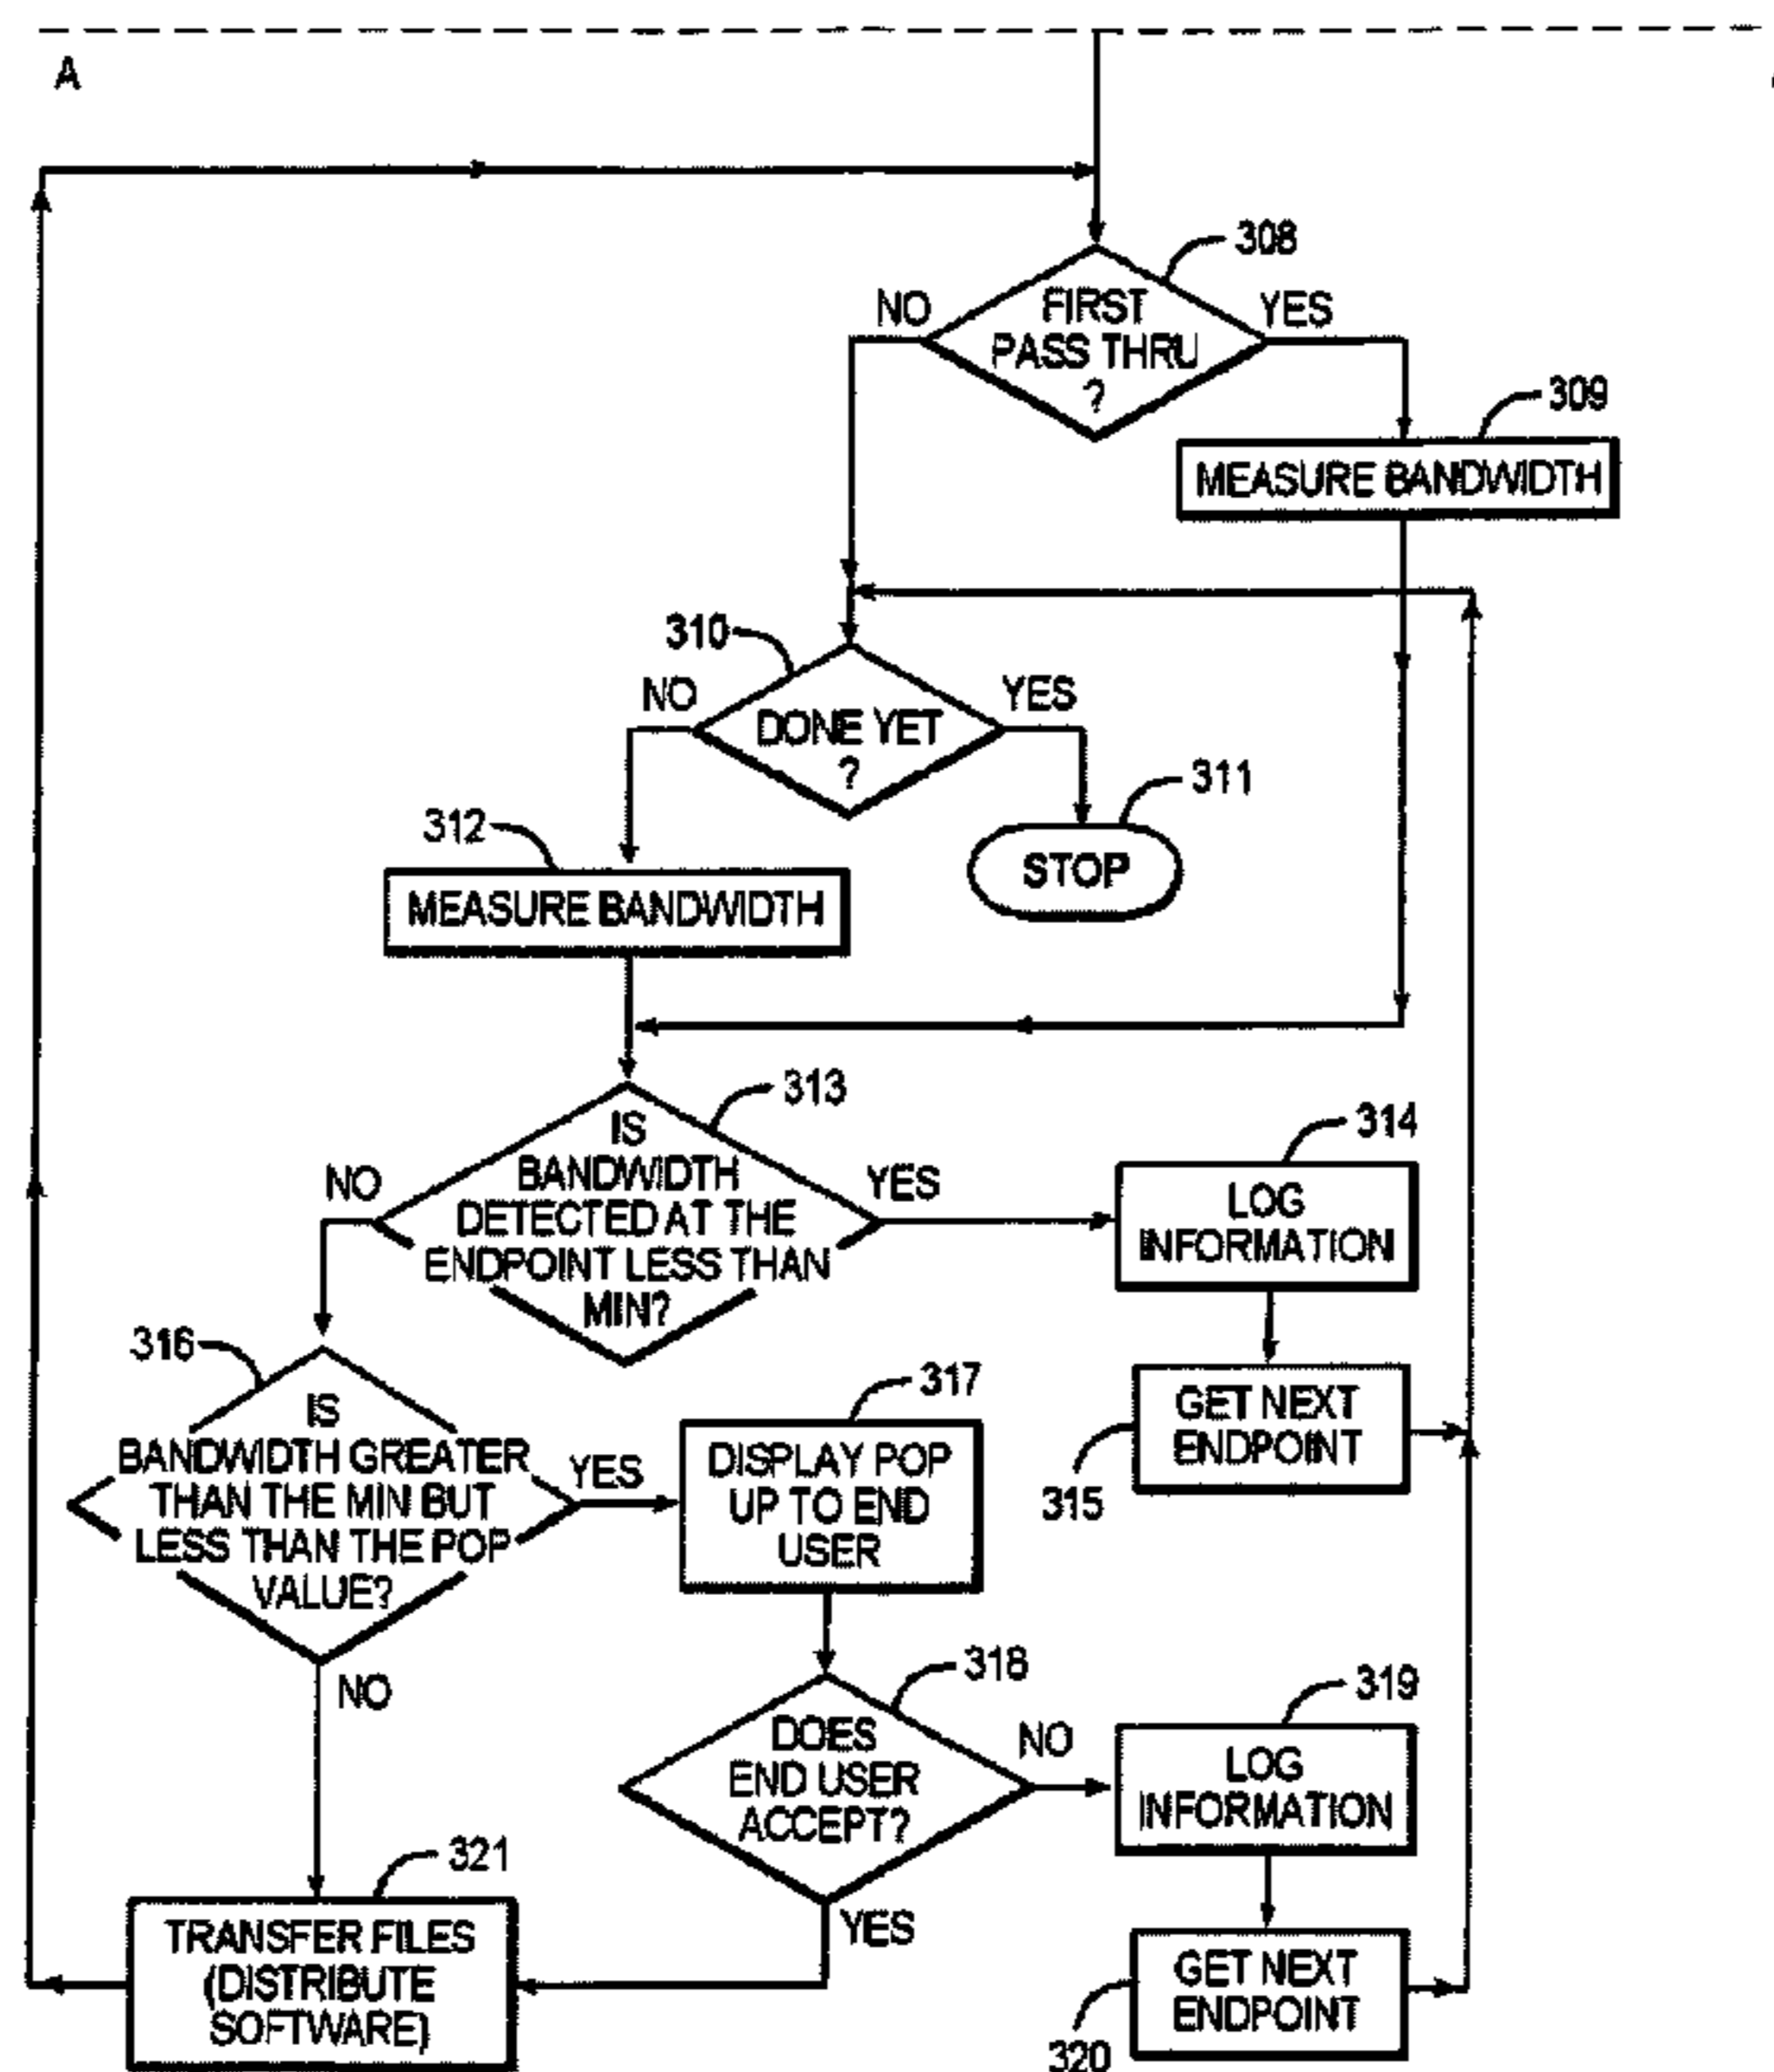 A
308
NO
FIRST
PASS THRU
?
YES
309
MEASURE BANDWIDTH
310
NO
DONE YET
?
YES
311
STOP
312
MEASURE BANDWIDTH
313
NO
IS
BANDWIDTH
DETECTED AT THE
ENDPOINT LESS THAN
MIN?
YES
314
LOG
INFORMATION
315
GET NEXT
ENDPOINT
316
IS
BANDWIDTH GREATER
THAN THE MIN BUT
LESS THAN THE POP
VALUE?
YES
NO
317
DISPLAY POP
UP TO END
USER
318
DOES
END USER
ACCEPT?
NO
YES
319
LOG
INFORMATION
320
GET NEXT
ENDPOINT
321
TRANSFER FILES
(DISTRIBUTE
SOFTWARE)